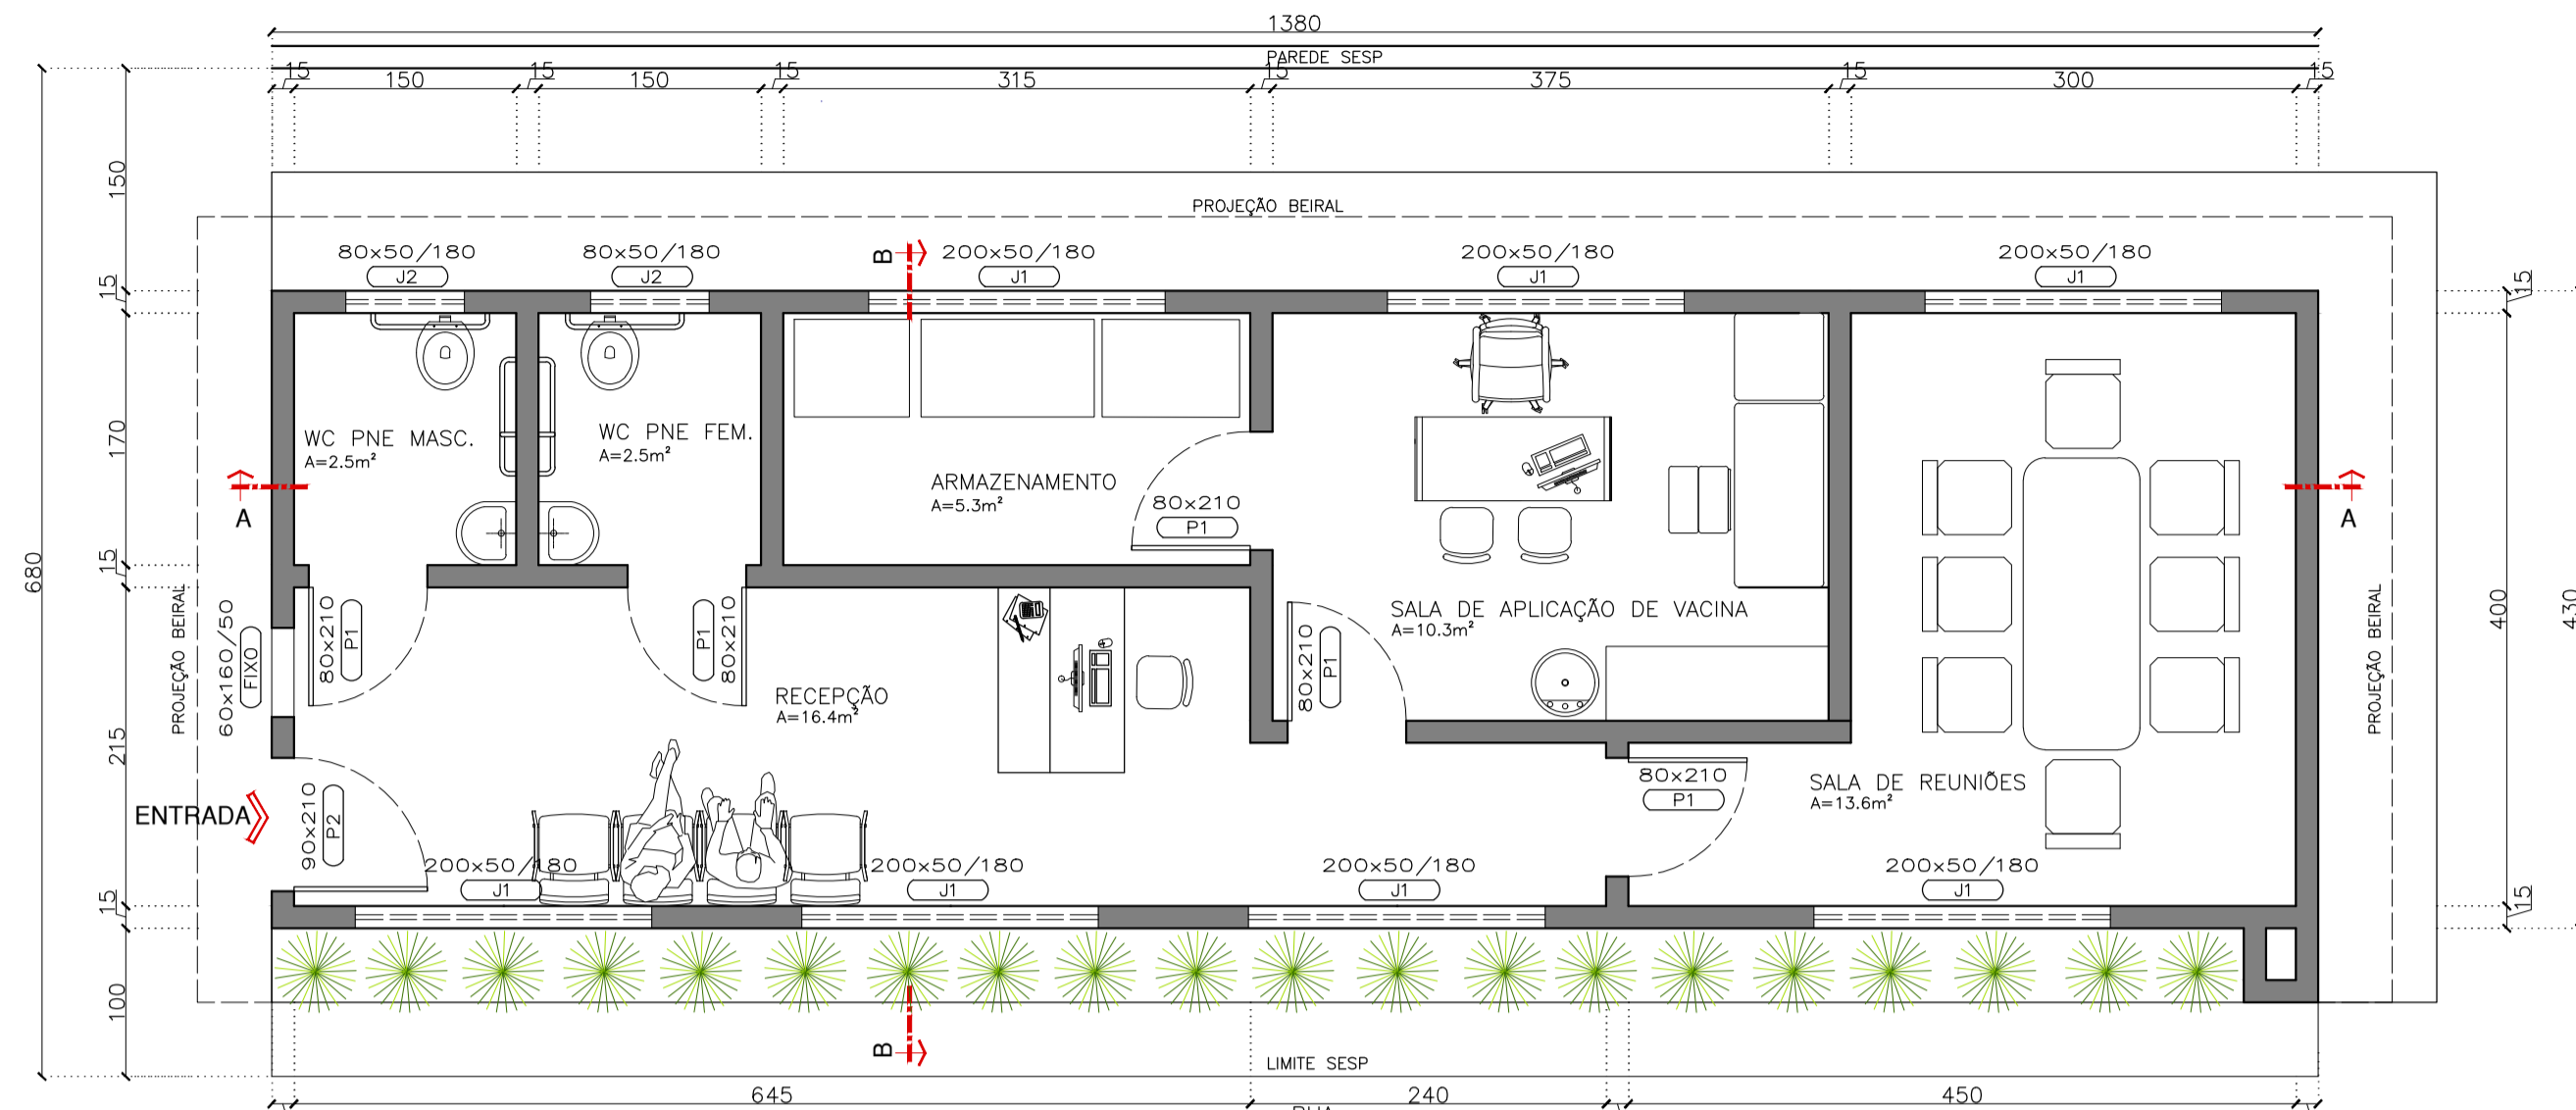 1380
PAREDE SESP
15 150 15 150 15 315 15 375 15 300 15
PROJEÇÃO BEIRAL
80x50/180 80x50/180 200x50/180 200x50/180 200x50/180
J2 J2 B J1 J1 J1
150
15
170
15
215
15
100
680
15
400
430
15
WC PNE MASC.
A=2.5m²
WC PNE FEM.
A=2.5m²
ARMAZENAMENTO
A=5.3m²
80x210
P1
A
A
PROJEÇÃO BEIRAL
60x160/50
FIXO
80x210
P1
P1
80x210
RECEPÇÃO
A=16.4m²
80x210
P1
SALA DE APLICAÇÃO DE VACINA
A=10.3m²
PROJEÇÃO BEIRAL
80x210
P1
SALA DE REUNIÕES
A=13.6m²
ENTRADA
90x210
P2
200x50/180 200x50/180 200x50/180 200x50/180
J1 J1 J1 J1
B
LIMITE SESP
645 240 450